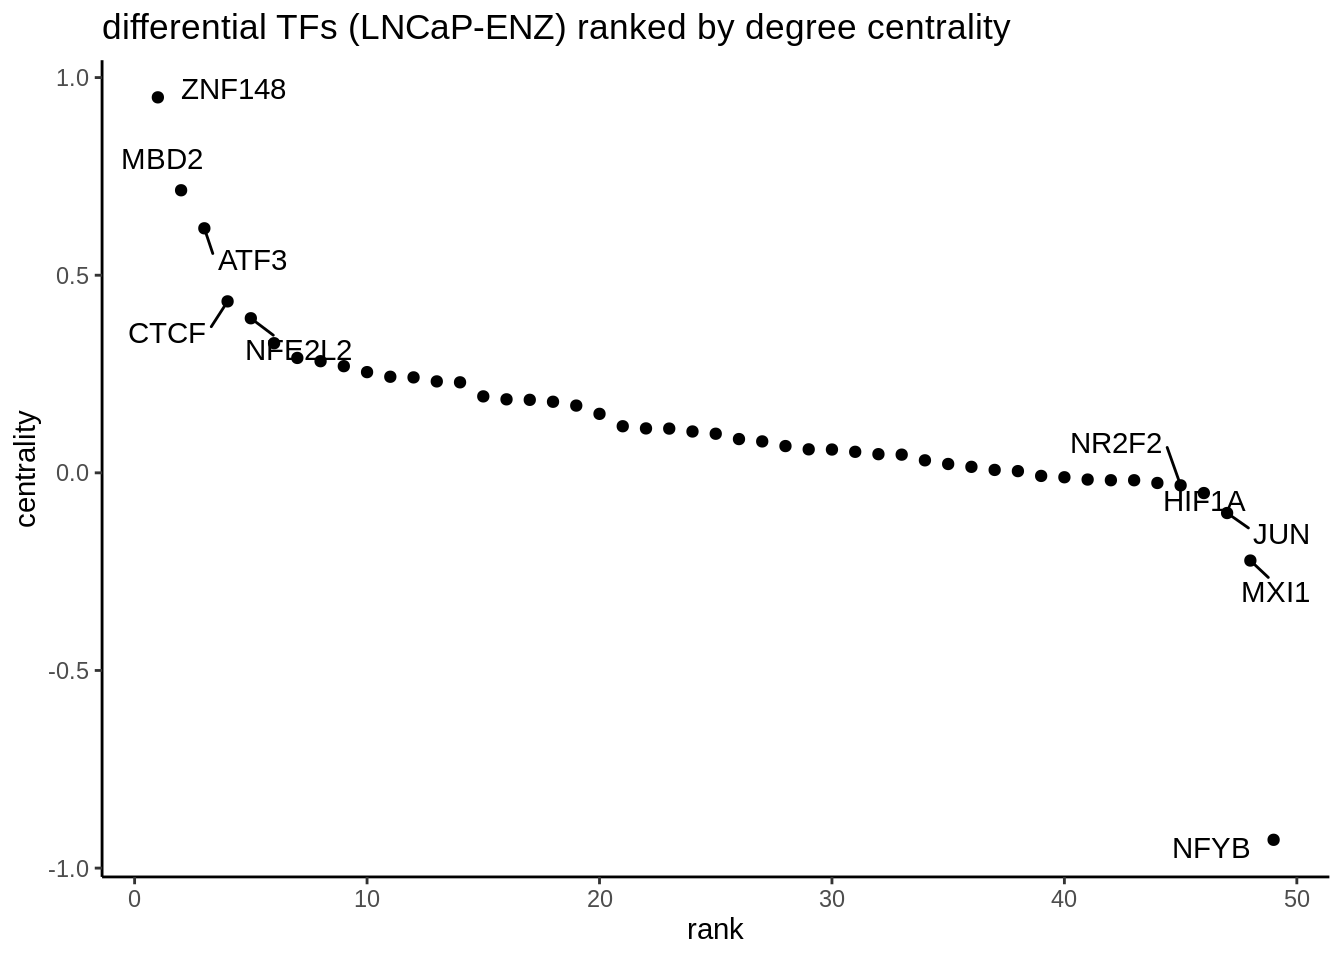 differential TFs (LNCaP-ENZ) ranked by degree centrality
1.0
ZNF148
MBD2
ATF3
0.5
CTCF
NFE2L2
centrality
NR2F2
0.0
HIF1A
JUN
MXI1
-0.5
NFYB
-1.0
0 10 20 30 40 50
rank